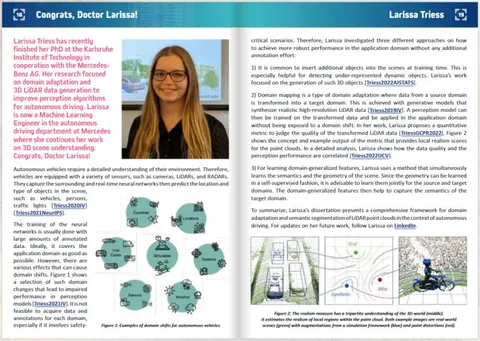 18
Congrats, Doctor Larissa!
Larissa Triess has recently
finished her PhD at the Karlsruhe
Institute of Technology in
cooperation with the Mercedes-
Benz AG. Her research focused
on domain adaptation and
3D LiDAR data generation to
improve perception algorithms
for autonomous driving. Larissa
is now a Machine Learning
Engineer in the autonomous
driving department at Mercedes
where she continues her work
on 3D scene understanding.
Congrats, Doctor Larissa!
Autonomous vehicles require a detailed understanding of their environment. Therefore,
vehicles are equipped with a variety of sensors, such as cameras, LiDARs, and RADARs.
They capture the surrounding and real-time neural networks then predict the location and
type of objects in the scene,
such as vehicles, persons,
traffic lights [Triess2020IV]
[Triess2021NeurIPS].
The training of the neural
networks is usually done with
large amounts of annotated
data. Ideally, it covers the
application domain as good as
possible. However, there are
various effects that can cause
domain shifts. Figure 1 shows
a selection of such domain
changes that lead to impaired
performance in perception
models [Triess2021IV]. It is not
feasible to acquire data and
annotations for each domain,
especially if it involves safety-
Countries
Locations
Simulation
Seasons
Sensors
Weather
Figure 1: Examples of domain shifts for autonomous vehicles.
Larissa Triess
19
critical scenarios. Therefore, Larissa investigated three different approaches on how
to achieve more robust performance in the application domain without any additional
annotation effort:
1) It is common to insert additional objects into the scenes at training time. This is
especially helpful for detecting under-represented dynamic objects. Larissa's work
focused on the generation of such 3D objects [Triess2022AISTATS].
2) Domain mapping is a type of domain adaptation where data from a source domain
is transformed into a target domain. This is achieved with generative models that
synthesize realistic high-resolution LiDAR data [Triess2019IV]. A perception model can
then be trained on the transformed data and be applied in the application domain
without being exposed to a domain shift. In her work, Larissa proposes a quantitative
metric to judge the quality of the transformed LiDAR data [TriessGCPR2022]. Figure 2
shows the concept and example output of the metric that provides local realism scores
for the point clouds. In a detailed analysis, Larissa shows how the data quality and the
perception performance are correlated [Triess2022IJCV].
3) For learning domain-generalized features, Larissa uses a method that simultaneously
learns the semantics and the geometry of the scene. Since the geometry can be learned
in a self-supervised fashion, it is advisable to learn them jointly for the source and target
domains. The domain-generalized features then help to capture the semantics of the
target domain.
To summarize, Larissa's dissertation presents a comprehensive framework for domain
adaptation and semantic segmentation of LiDAR point clouds in the context of autonomous
driving. For updates on her future work, follow Larissa on LinkedIn.
Real
Synthetic
Misc
Figure 2: The realism measure has a tripartite understanding of the 3D-world (middle).
It estimates the realism of local regions within the point cloud. Both example images are real-world
scenes (green) with augmentations from a simulation framework (blue) and point distortions (red).